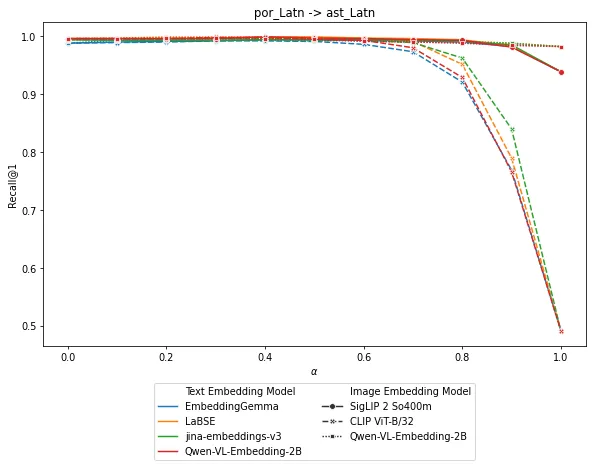 por_Latn -> ast_Latn
1.0
0.9
0.8
0.7
0.6
0.5
Recall@1
0.0 0.2 0.4 0.6 0.8 1.0
α
Text Embedding Model Image Embedding Model
EmbeddingGemma SigLIP 2 So400m
LaBSE CLIP ViT-B/32
jina-embeddings-v3 Qwen-VL-Embedding-2B
Qwen-VL-Embedding-2B